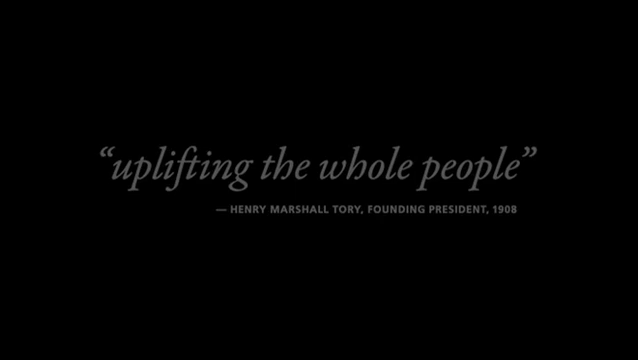 “uplifting the whole people”
— HENRY MARSHALL TORY, FOUNDING PRESIDENT, 1908